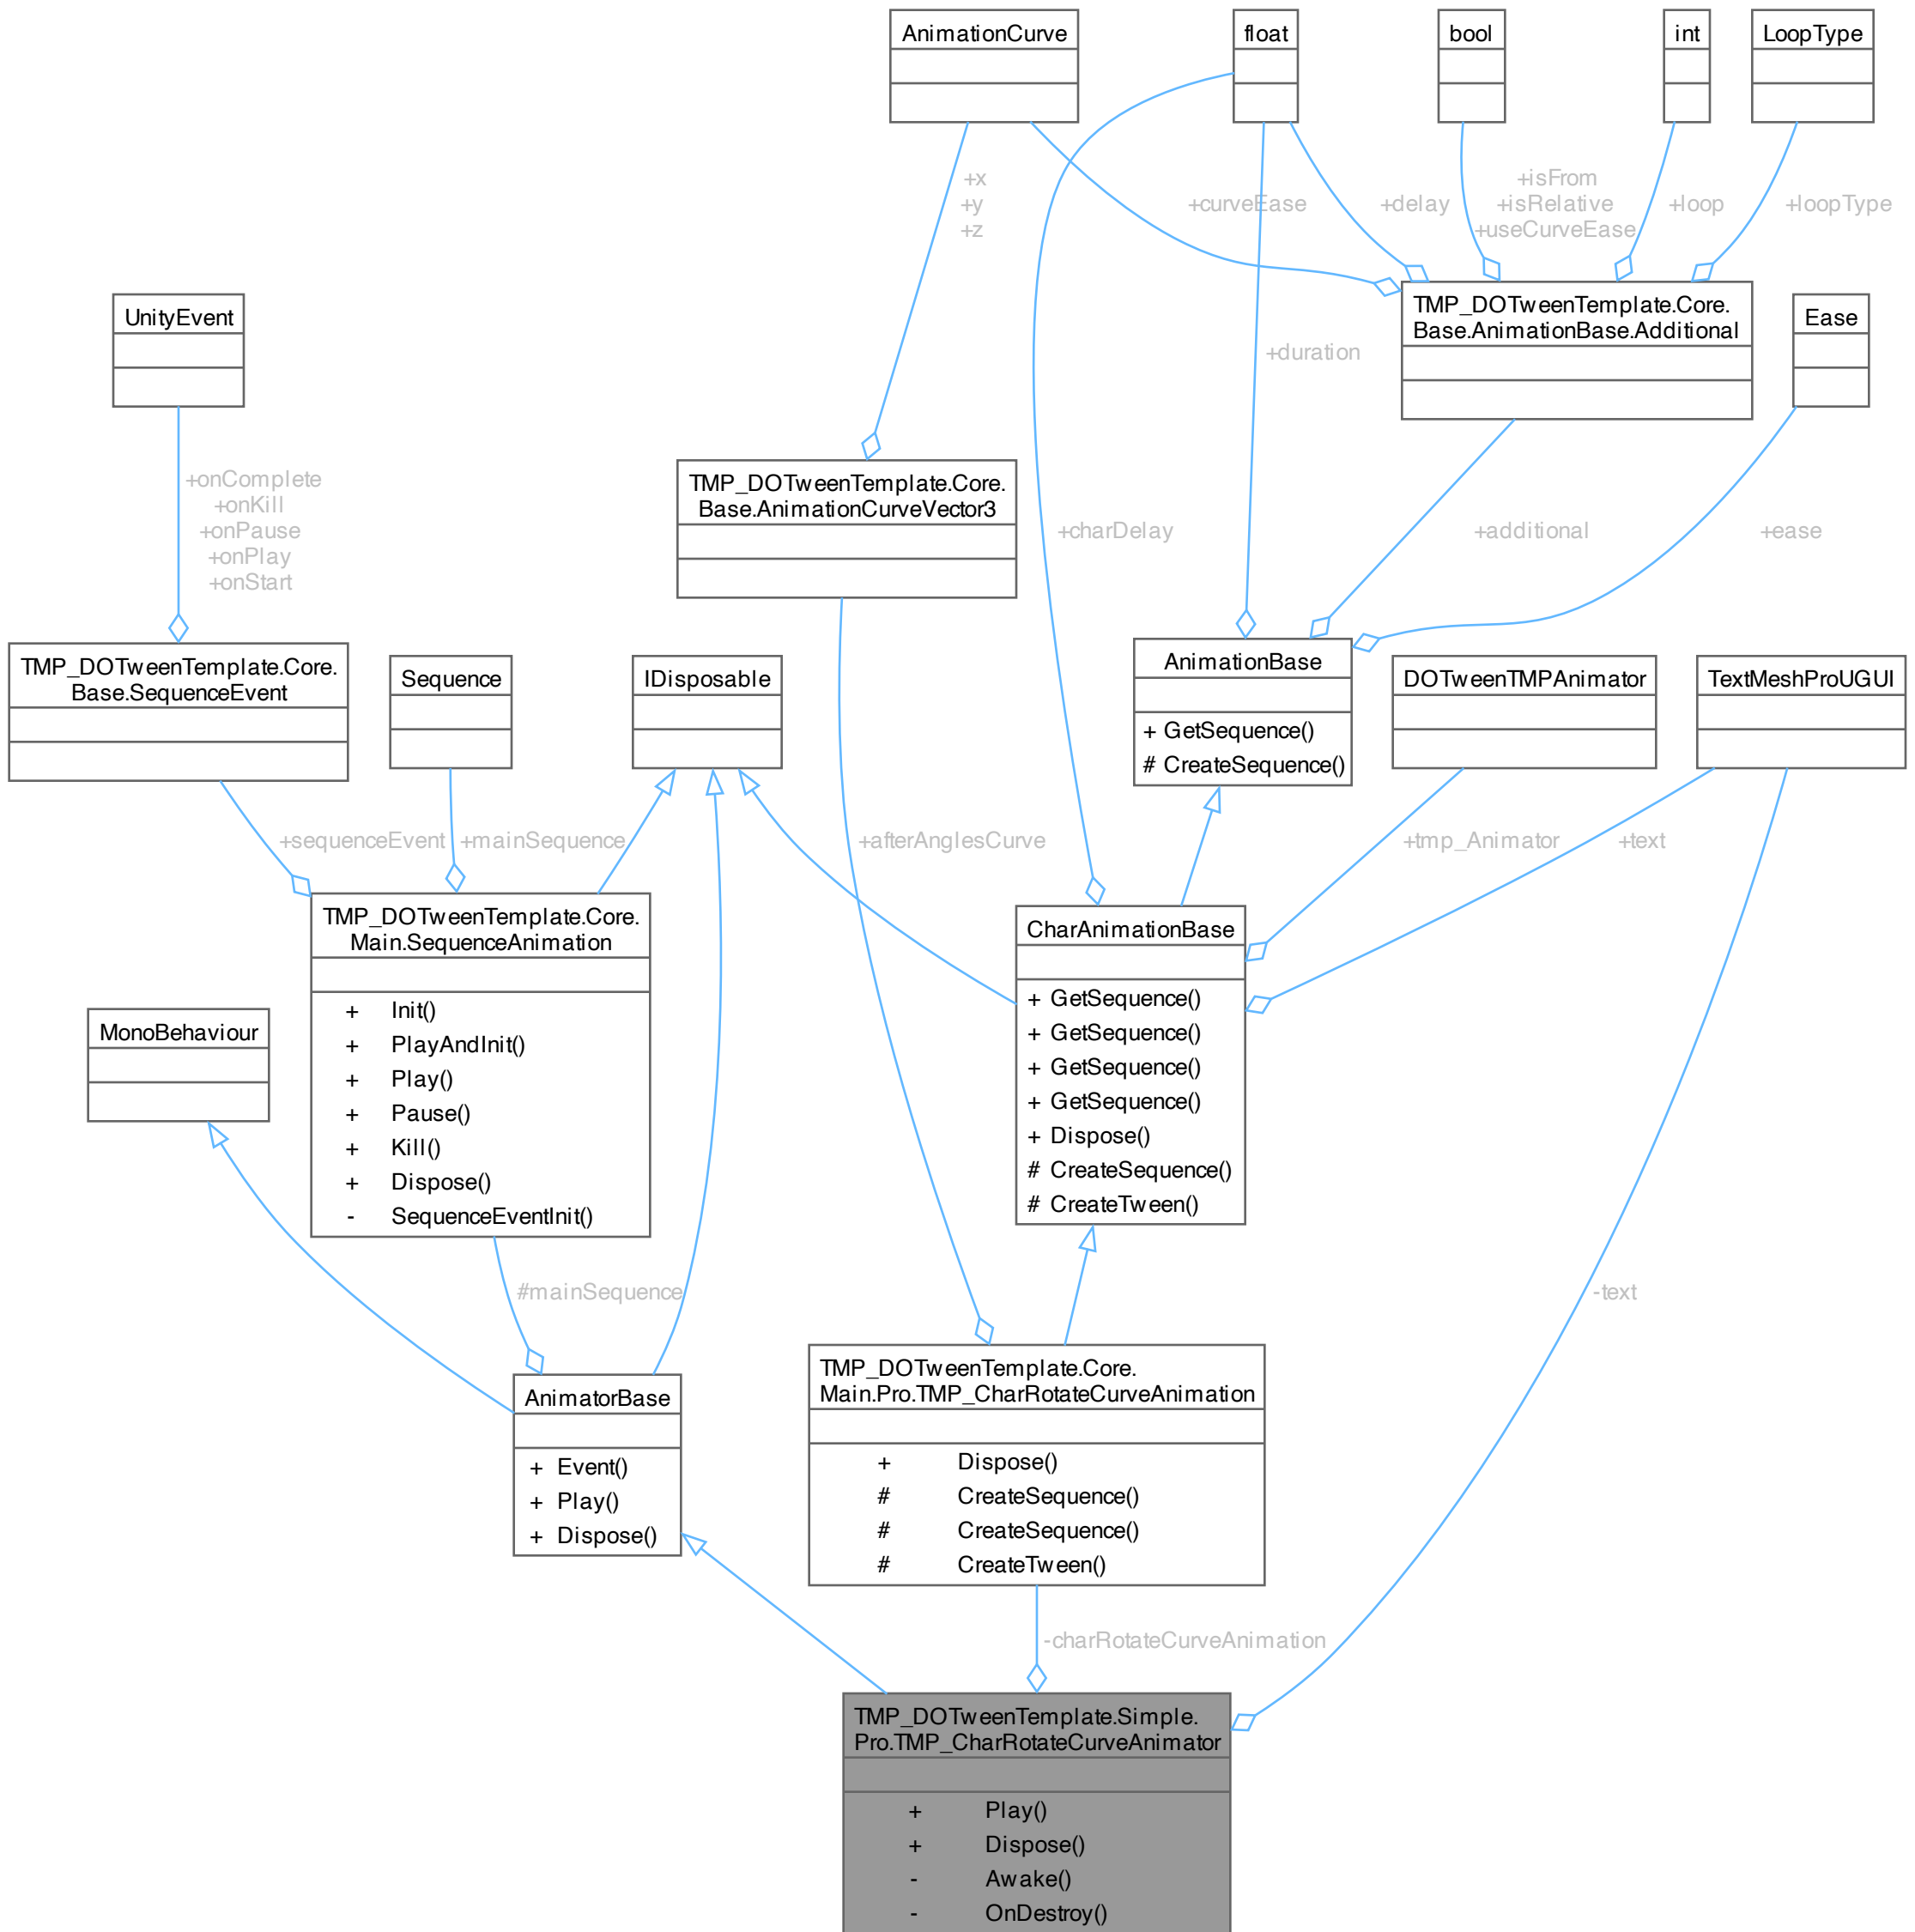 AnimationCurve
float
bool
int
LoopType
+x
+y
+z
+curveEase
+delay
+isFrom
+isRelative
+useCurveEase
+loop
+loopType
UnityEvent
TMP_DOTweenTemplate.Core.
Base.AnimationBase.Additional
Ease
+duration
+onComplete
+onKill
+onPause
+onPlay
+onStart
TMP_DOTweenTemplate.Core.
Base.AnimationCurveVector3
+charDelay
+additional
+ease
TMP_DOTweenTemplate.Core.
Base.SequenceEvent
Sequence
IDisposable
AnimationBase
+ GetSequence()
# CreateSequence()
DOTweenTMPAnimator
TextMeshProUGUI
+sequenceEvent
+mainSequence
+afterAnglesCurve
+tmp_Animator
+text
TMP_DOTweenTemplate.Core.
Main.SequenceAnimation
+ Init()
+ PlayAndInit()
+ Play()
+ Pause()
+ Kill()
+ Dispose()
- SequenceEventInit()
CharAnimationBase
+ GetSequence()
+ GetSequence()
+ GetSequence()
+ GetSequence()
+ Dispose()
# CreateSequence()
# CreateTween()
MonoBehaviour
#mainSequence
-text
AnimatorBase
+ Event()
+ Play()
+ Dispose()
TMP_DOTweenTemplate.Core.
Main.Pro.TMP_CharRotateCurveAnimation
+ Dispose()
# CreateSequence()
# CreateSequence()
# CreateTween()
-charRotateCurveAnimation
TMP_DOTweenTemplate.Simple.
Pro.TMP_CharRotateCurveAnimator
+ Play()
+ Dispose()
- Awake()
- OnDestroy()